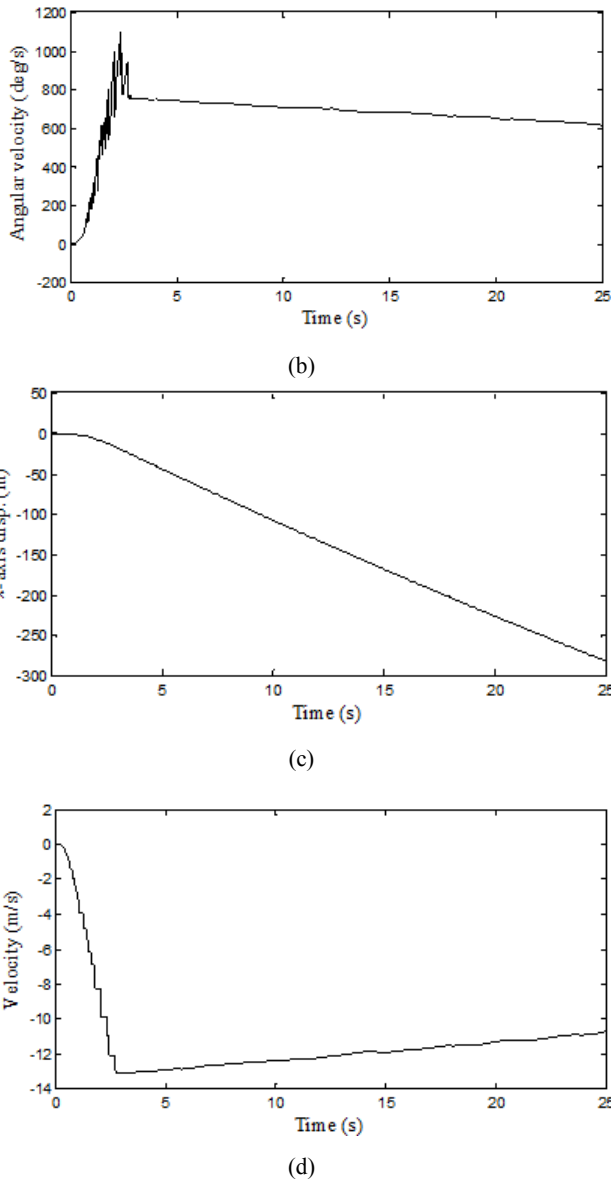 1200
1000
800
600
400
200
0
-200
Angular velocity (deg/s)
0 5 10 15 20 25
Time (s)
(b)
50
0
-50
-100
-150
-200
-250
-300
x-axis disp. (m)
0 5 10 15 20 25
Time (s)
(c)
2
0
-2
-4
-6
-8
-10
-12
-14
Velocity (m/s)
0 5 10 15 20 25
Time (s)
(d)